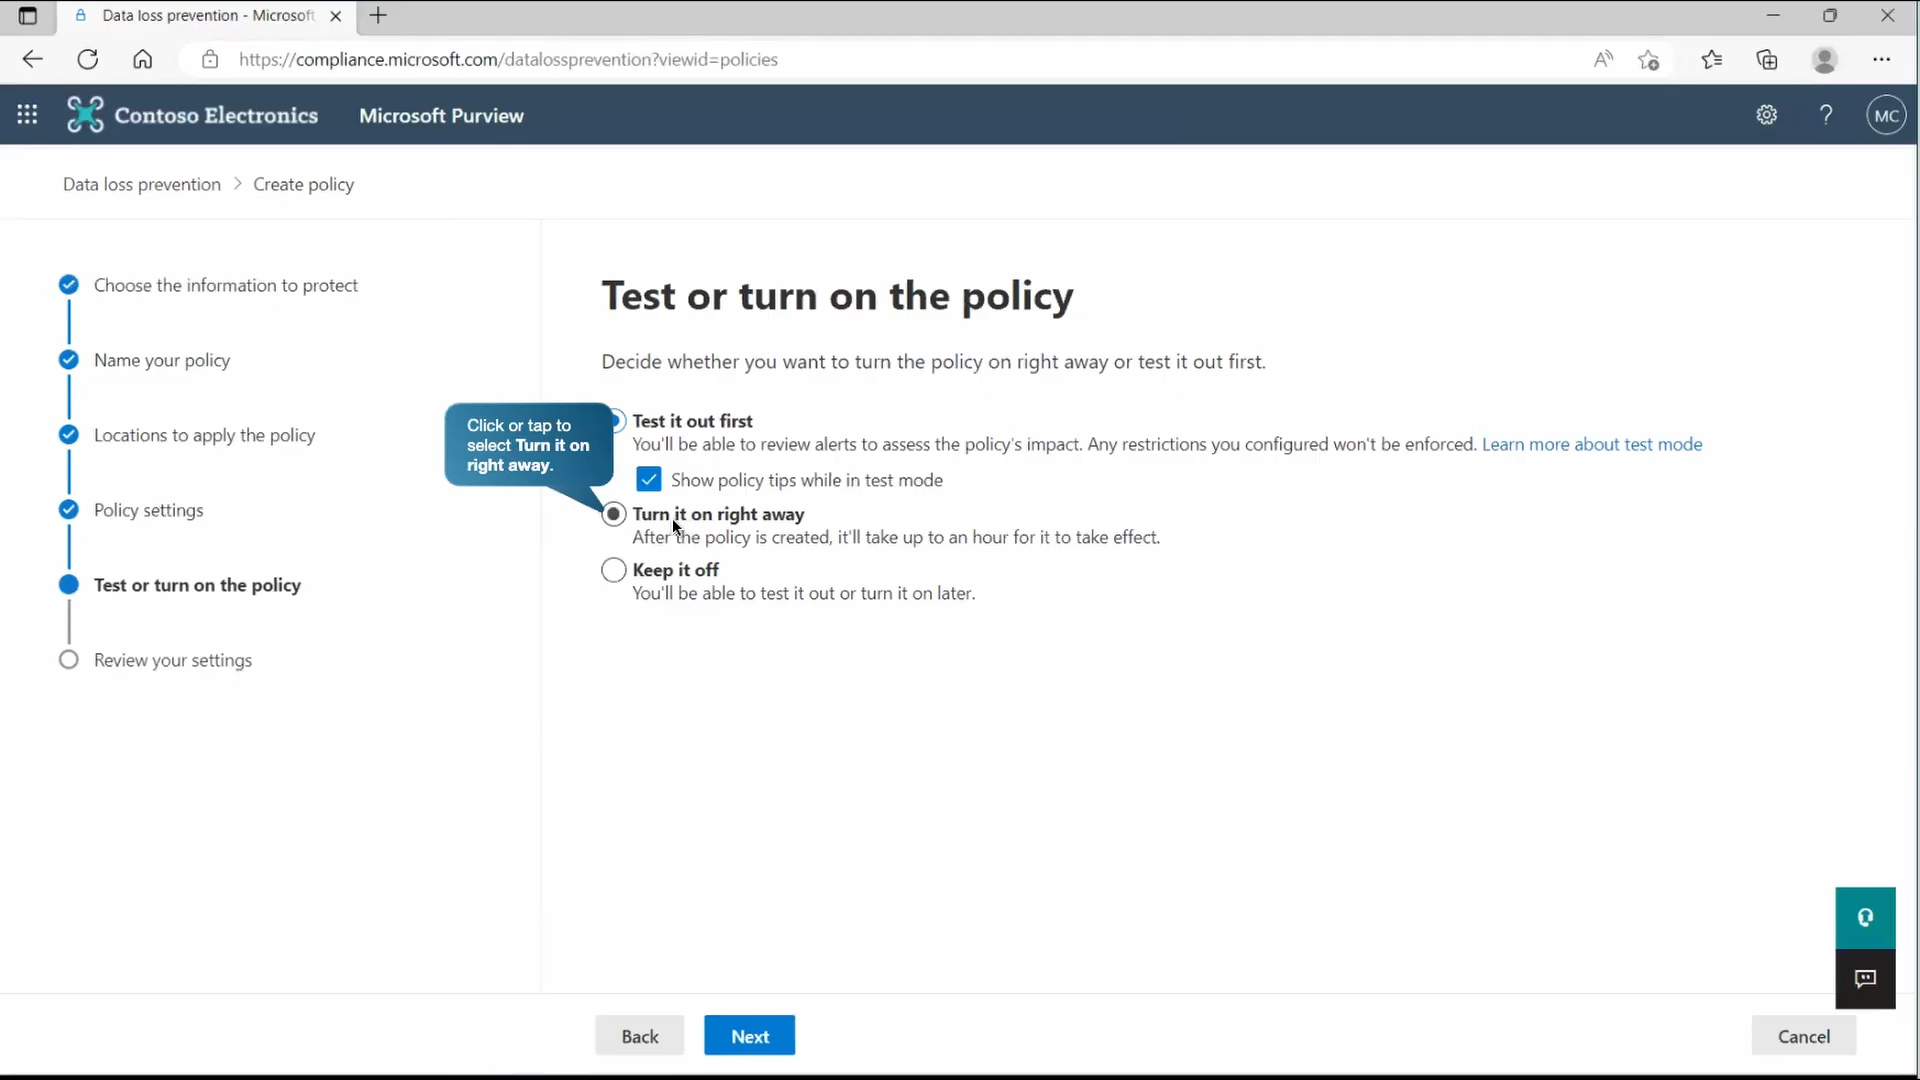 Data loss prevention - Microsoft
https://compliance.microsoft.com/datalossprevention?viewid=policies
Contoso Electronics
Microsoft Purview
MC
Data loss prevention > Create policy
Choose the information to protect
Name your policy
Locations to apply the policy
Policy settings
Test or turn on the policy
Review your settings
Test or turn on the policy
Decide whether you want to turn the policy on right away or test it out first.
Click or tap to
select Turn it on
right away.
Test it out first
You'll be able to review alerts to assess the policy's impact. Any restrictions you configured won't be enforced. Learn more about test mode
Show policy tips while in test mode
Turn it on right away
After the policy is created, it'll take up to an hour for it to take effect.
Keep it off
You'll be able to test it out or turn it on later.
Back
Next
Cancel